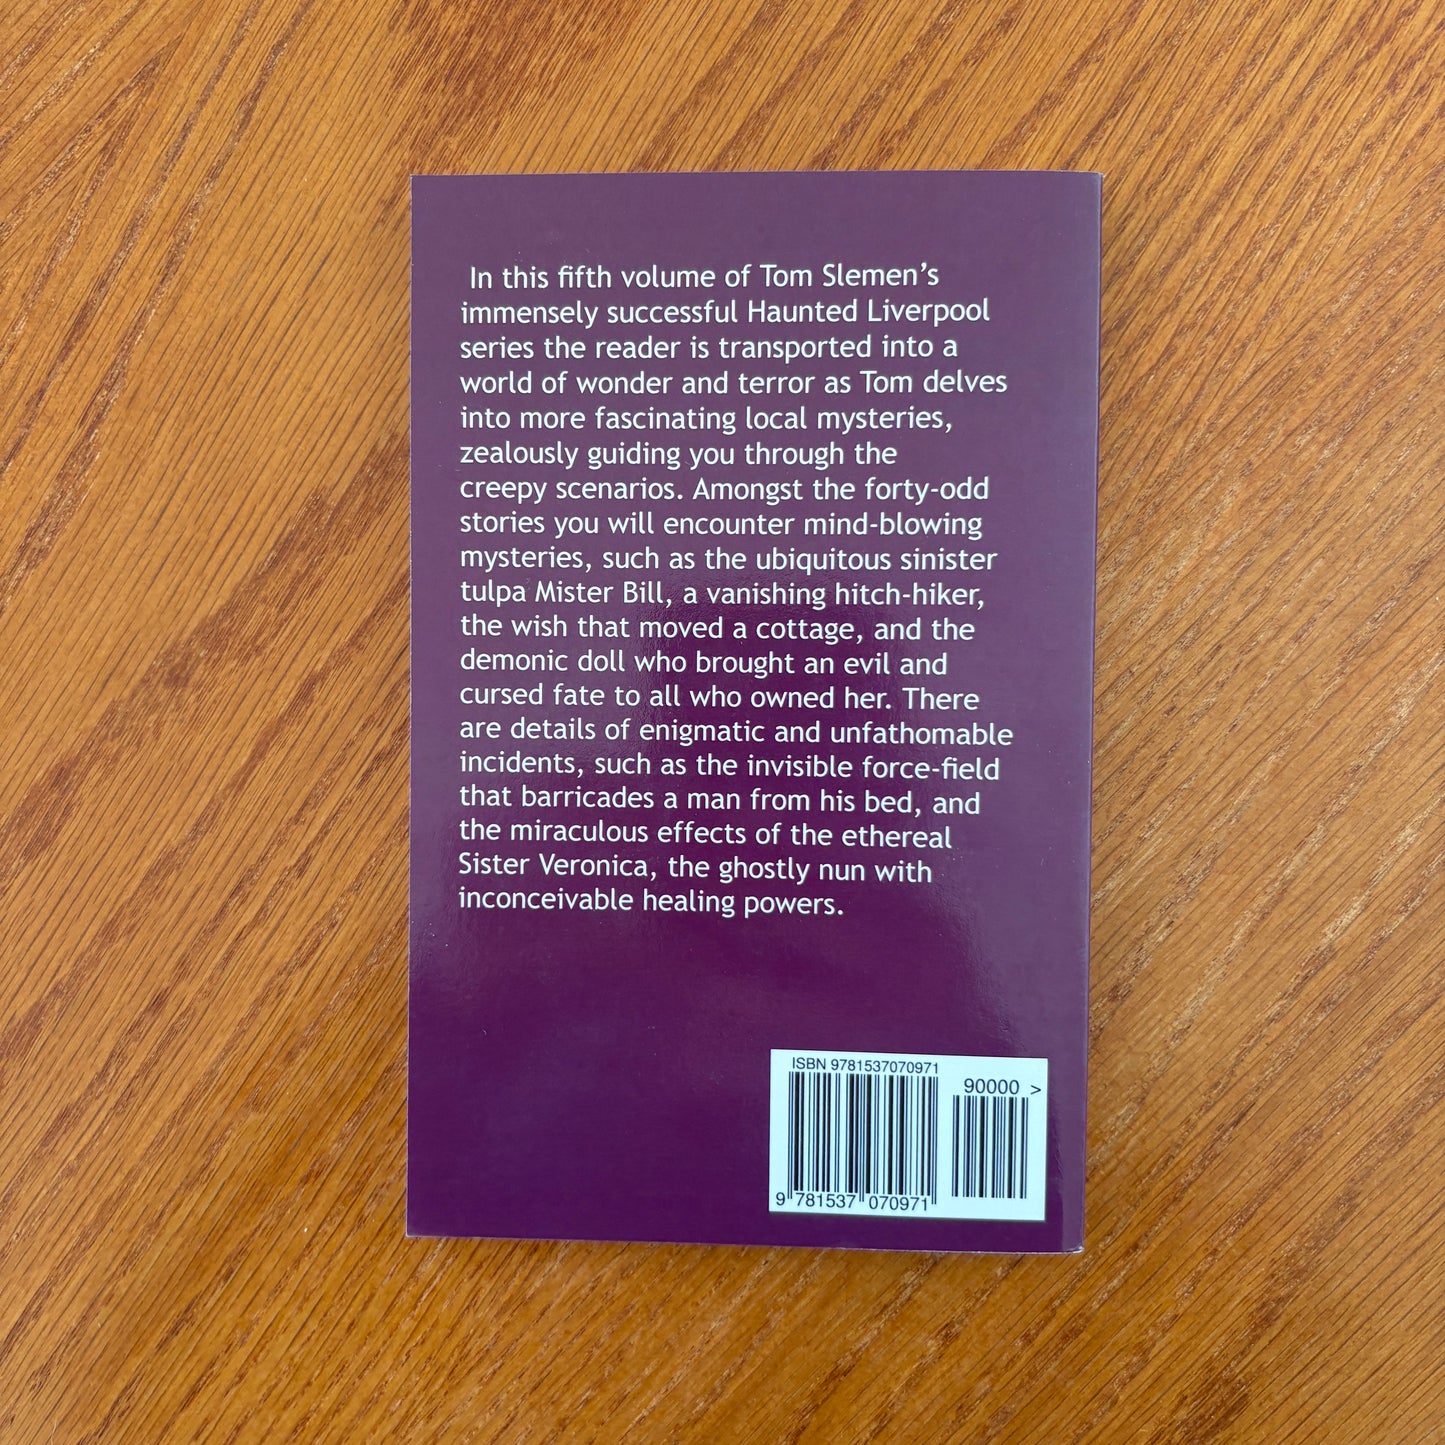 In this fifth volume of Tom Slemen's
immensely successful Haunted Liverpool
series the reader is transported into a
world of wonder and terror as Tom delves
into more fascinating local mysteries,
zealously guiding you through the
creepy scenarios. Amongst the forty-odd
stories you will encounter mind-blowing
mysteries, such as the ubiquitous sinister
tulpa Mister Bill, a vanishing hitch-hiker,
the wish that moved a cottage, and the
demonic doll who brought an evil and
cursed fate to all who owned her. There
are details of enigmatic and unfathomable
incidents, such as the invisible force-field
that barricades a man from his bed, and
the miraculous effects of the ethereal
Sister Veronica, the ghostly nun with
inconceivable healing powers.
ISBN 9781537070971
90000 >
9 781537 070971